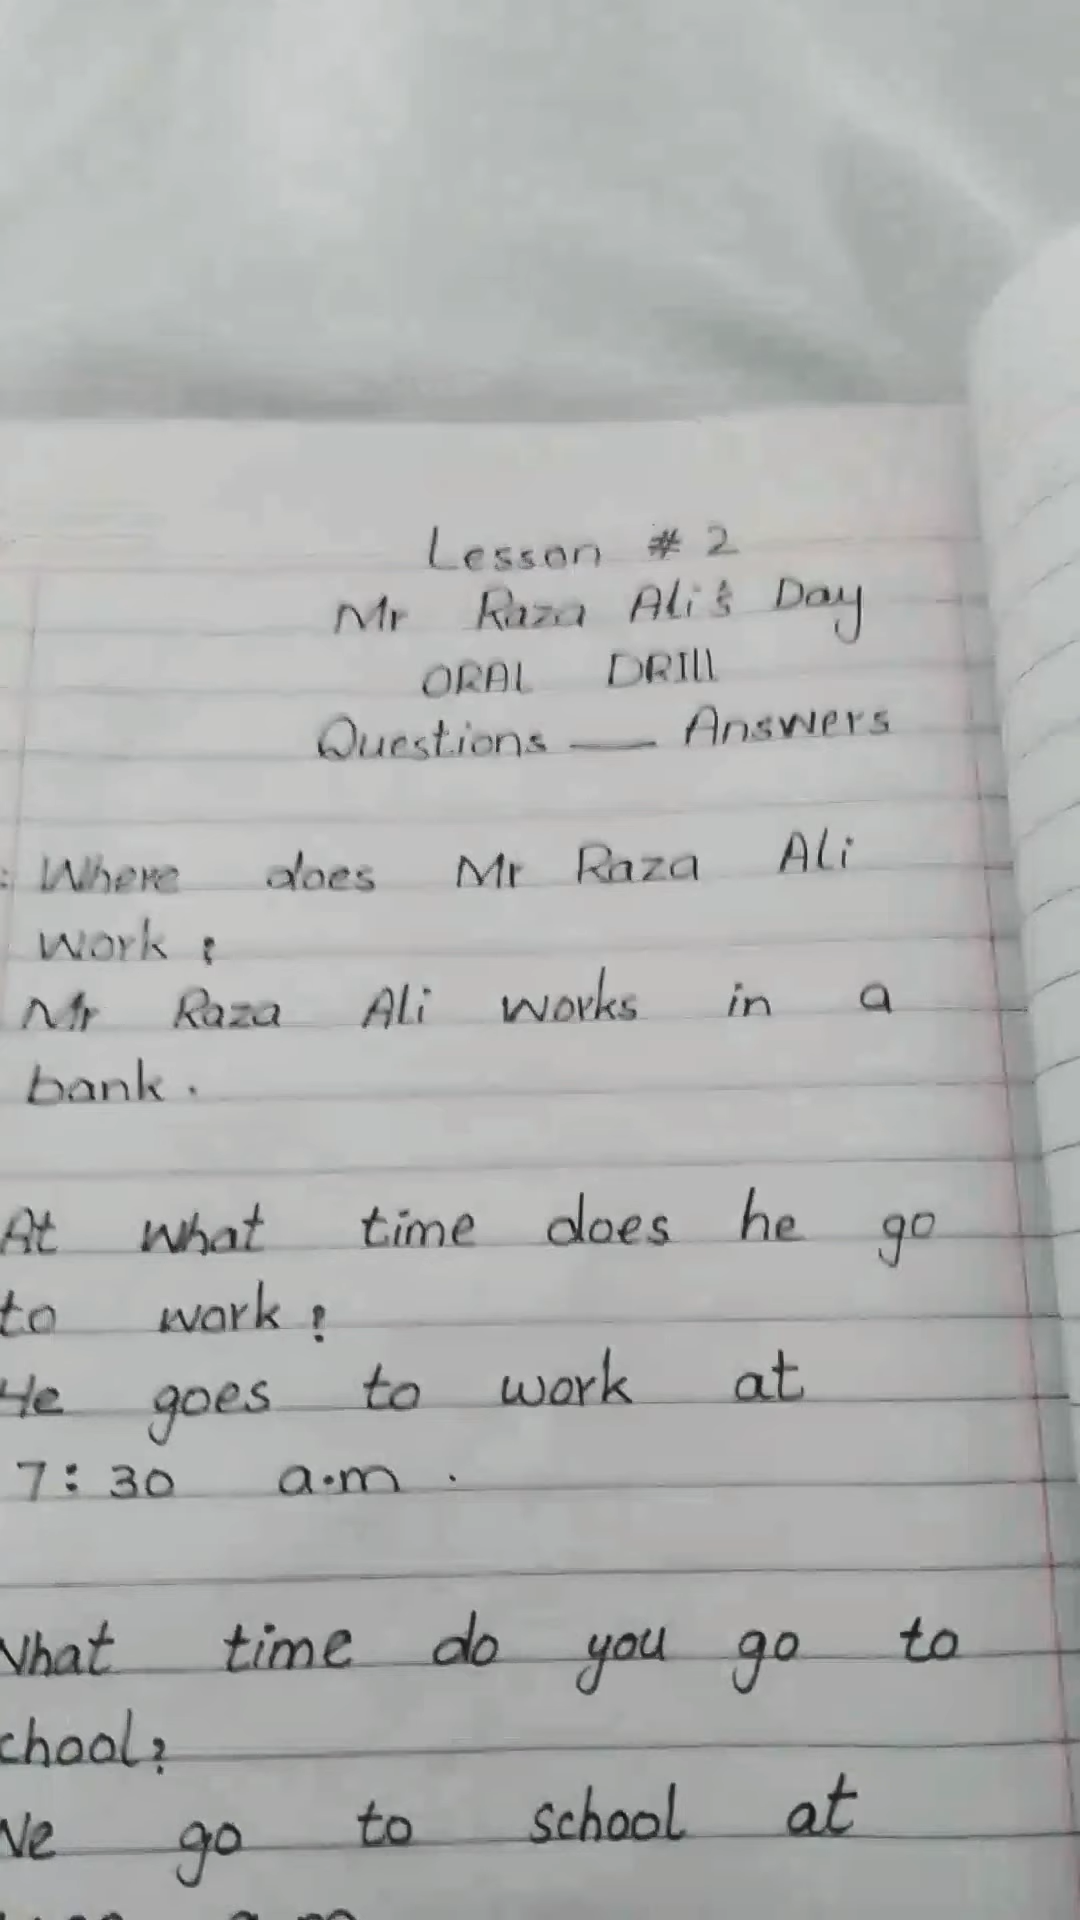 Lesson # 2
Mr Raza Ali's Day
ORAL DRILL
Questions — Answers
: Where does Mr Raza Ali
work ?
Mr Raza Ali works in a
bank.
At what time does he go
to work ?
He goes to work at
7:30 a.m.
What time do you go to
chool?
We go to school at